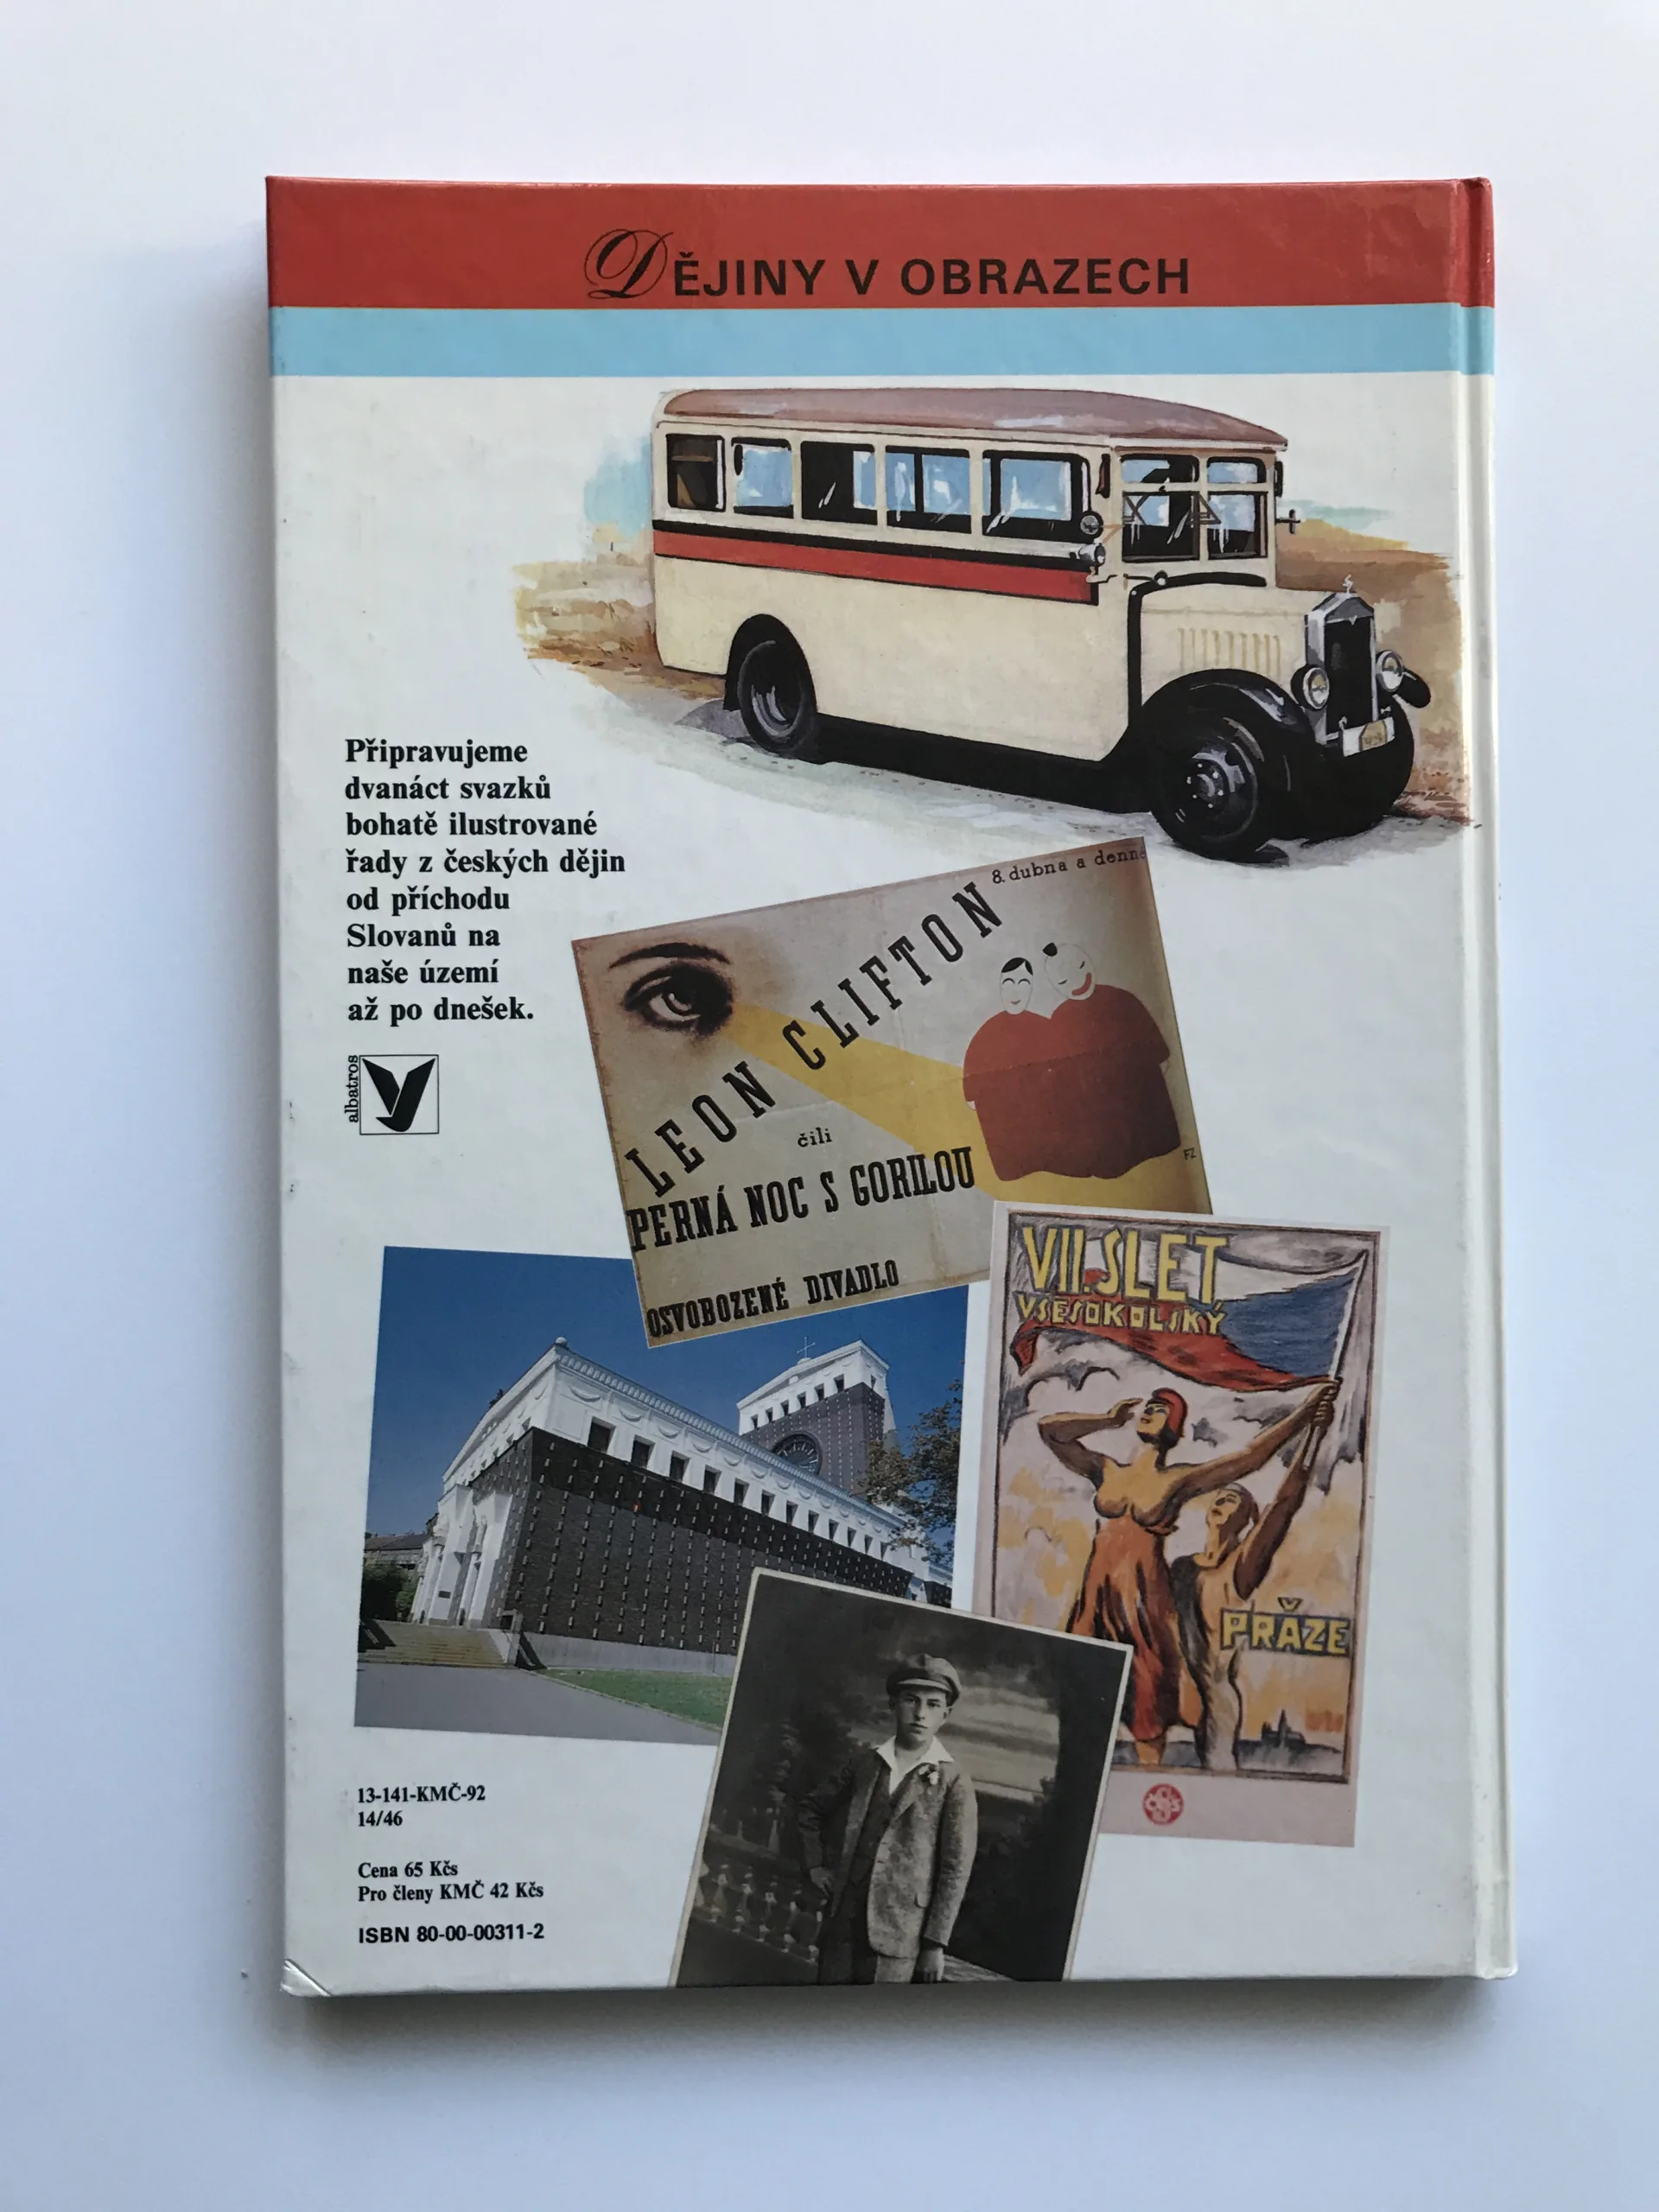 DĚJINY V OBRAZECH
Připravujeme
dvanáct svazků
bohatě ilustrované
řady z českých dějin
od příchodu
Slovanů na
naše území
až po dnešek.
albatros
8. dubna a denně
LEON CLIFTON
čili
PERNÁ NOC S GORILOU
FZ
OSVOBOZENÉ DIVADLO
VII. SLET
VŠESOKOLSKÝ
V
PRAZE
13-141-KMČ-92
14/46
Cena 65 Kčs
Pro členy KMČ 42 Kčs
ISBN 80-00-00311-2